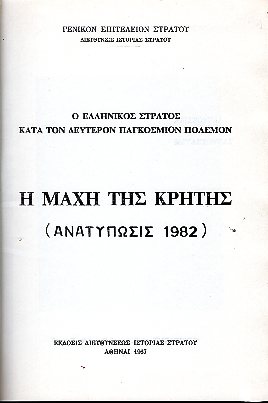 ΓΕΝΙΚΟΝ ΕΠΙΤΕΛΕΙΟΝ ΣΤΡΑΤΟΥ
ΔΙΕΥΘΥΝΣΙΣ ΙΣΤΟΡΙΑΣ ΣΤΡΑΤΟΥ
Ο ΕΛΛΗΝΙΚΟΣ ΣΤΡΑΤΟΣ
ΚΑΤΑ ΤΟΝ ΔΕΥΤΕΡΟΝ ΠΑΓΚΟΣΜΙΟΝ ΠΟΛΕΜΟΝ
Η ΜΑΧΗ ΤΗΣ ΚΡΗΤΗΣ
(ΑΝΑΤΥΠΩΣΙΣ 1982)
ΕΚΔΟΣΙΣ ΔΙΕΥΘΥΝΣΕΩΣ ΙΣΤΟΡΙΑΣ ΣΤΡΑΤΟΥ
ΑΘΗΝΑΙ 1967